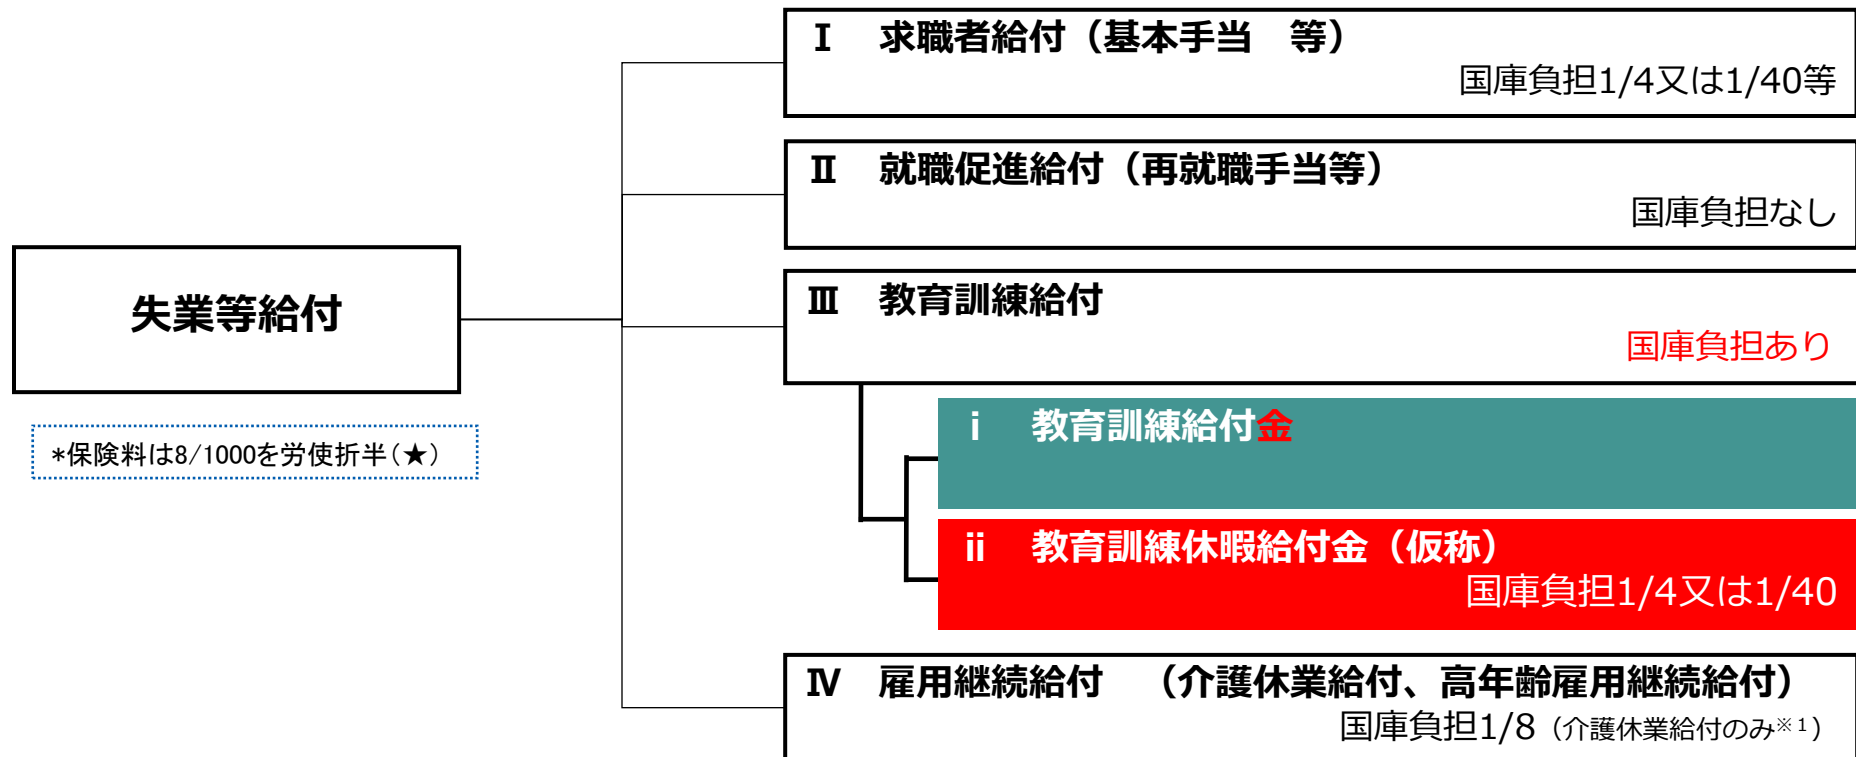 Ⅰ 求職者給付（基本手当 等）
国庫負担1/4又は1/40等
Ⅱ 就職促進給付（再就職手当等）
国庫負担なし
失業等給付
*保険料は8/1000を労使折半（★）
Ⅲ 教育訓練給付
国庫負担あり
ⅰ 教育訓練給付金
ⅱ 教育訓練休暇給付金（仮称）
国庫負担1/4又は1/40
Ⅳ 雇用継続給付 （介護休業給付、高年齢雇用継続給付）
国庫負担1/8（介護休業給付のみ※1）